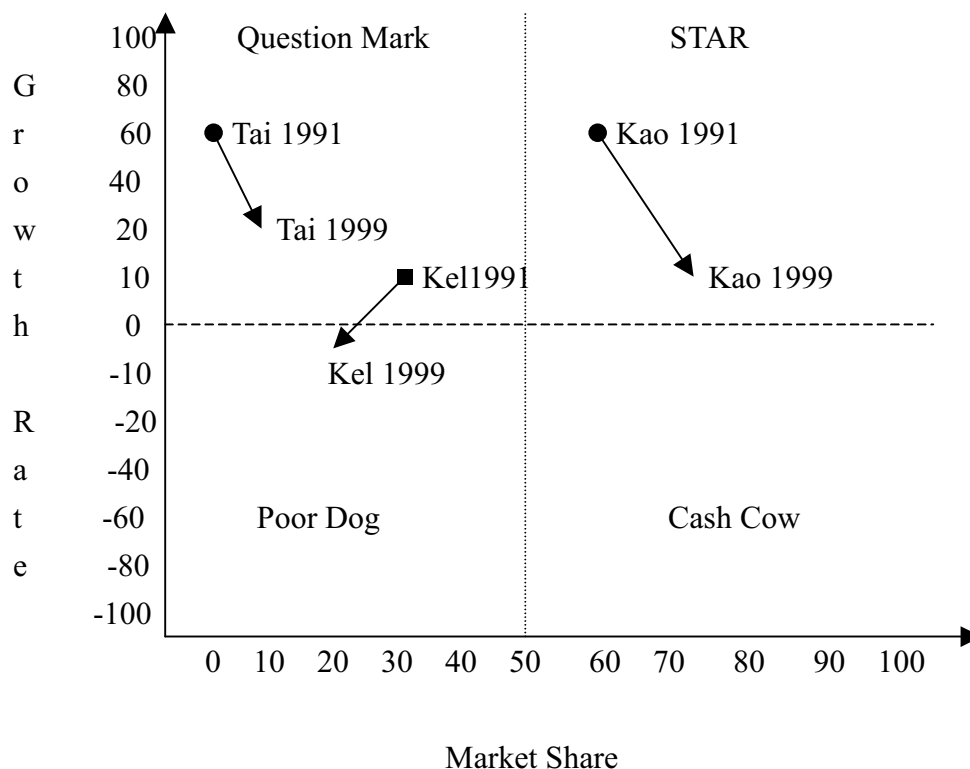 100 Question Mark STAR
G 80
r 60 Tai 1991 Kao 1991
o 40
w 20 Tai 1999
t 10 Kel1991 Kao 1999
h 0
-10 Kel 1999
R -20
a -40
t -60 Poor Dog Cash Cow
e -80
-100
0 10 20 30 40 50 60 70 80 90 100
Market Share